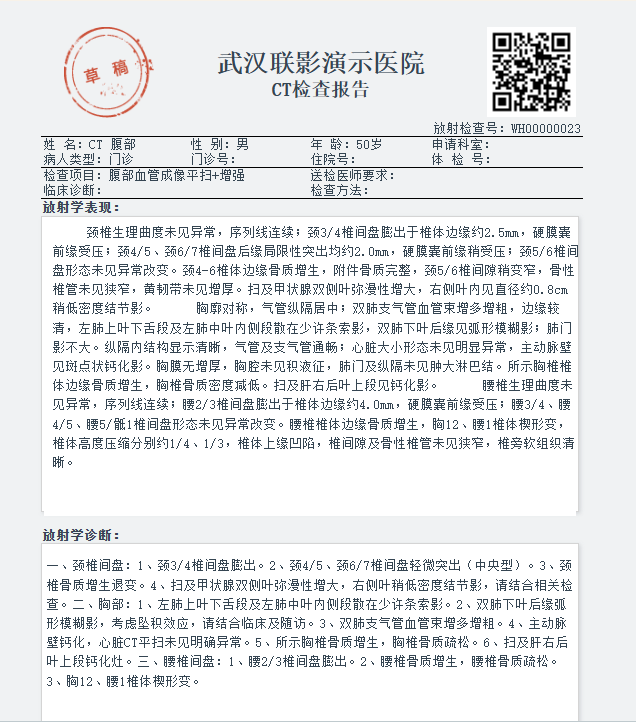 草稿
武汉联影演示医院
CT检查报告
放射检查号: WH00000023
姓 名: CT 腹部 性 别: 男 年 龄: 50岁 申请科室:
病人类型: 门诊 门诊号: 住院号: 体 检 号:
检查项目: 腹部血管成像平扫+增强 送检医师要求:
临床诊断: 检查方法:
放射学表现:
颈椎生理曲度未见异常，序列线连续；颈3/4椎间盘膨出于椎体边缘约2.5mm，硬膜囊
前缘受压；颈4/5、颈6/7椎间盘后缘局限性突出均约2.0mm，硬膜囊前缘稍受压；颈5/6椎间
盘形态未见异常改变。颈4-6椎体边缘骨质增生，附件骨质完整，颈5/6椎间隙稍变窄，骨性
椎管未见狭窄，黄韧带未见增厚。扫及甲状腺双侧叶弥漫性增大，右侧叶内见直径约0.8cm
稍低密度结节影。 胸廓对称，气管纵隔居中；双肺支气管血管束增多增粗，边缘较
清，左肺上叶下舌段及左肺中叶内侧段散在少许条索影，双肺下叶后缘见弧形模糊影；肺门
影不大。纵隔内结构显示清晰，气管及支气管通畅；心脏大小形态未见明显异常，主动脉壁
见斑点状钙化影。胸膜无增厚，胸腔未见积液征，肺门及纵隔未见肿大淋巴结。所示胸椎椎
体边缘骨质增生，胸椎骨质密度减低。扫及肝右后叶上段见钙化影。 腰椎生理曲度未
见异常，序列线连续；腰2/3椎间盘膨出于椎体边缘约4.0mm，硬膜囊前缘受压；腰3/4、腰
4/5、腰5/骶1椎间盘形态未见异常改变。腰椎椎体边缘骨质增生，胸12、腰1椎体楔形变，
椎体高度压缩分别约1/4、1/3，椎体上缘凹陷，椎间隙及骨性椎管未见狭窄，椎旁软组织清
晰。
放射学诊断:
一、颈椎间盘: 1、颈3/4椎间盘膨出。2、颈4/5、颈6/7椎间盘轻微突出（中央型）。3、颈
椎骨质增生退变。4、扫及甲状腺双侧叶弥漫性增大，右侧叶稍低密度结节影，请结合相关检
查。二、胸部: 1、左肺上叶下舌段及左肺中叶内侧段散在少许条索影。2、双肺下叶后缘弧
形模糊影，考虑坠积效应，请结合临床及随访。3、双肺支气管血管束增多增粗。4、主动脉
壁钙化，心脏CT平扫未见明确异常。5、所示胸椎骨质增生，胸椎骨质疏松。6、扫及肝右后
叶上段钙化灶。三、腰椎间盘: 1、腰2/3椎间盘膨出。2、腰椎骨质增生，腰椎骨质疏松。
3、胸12、腰1椎体楔形变。